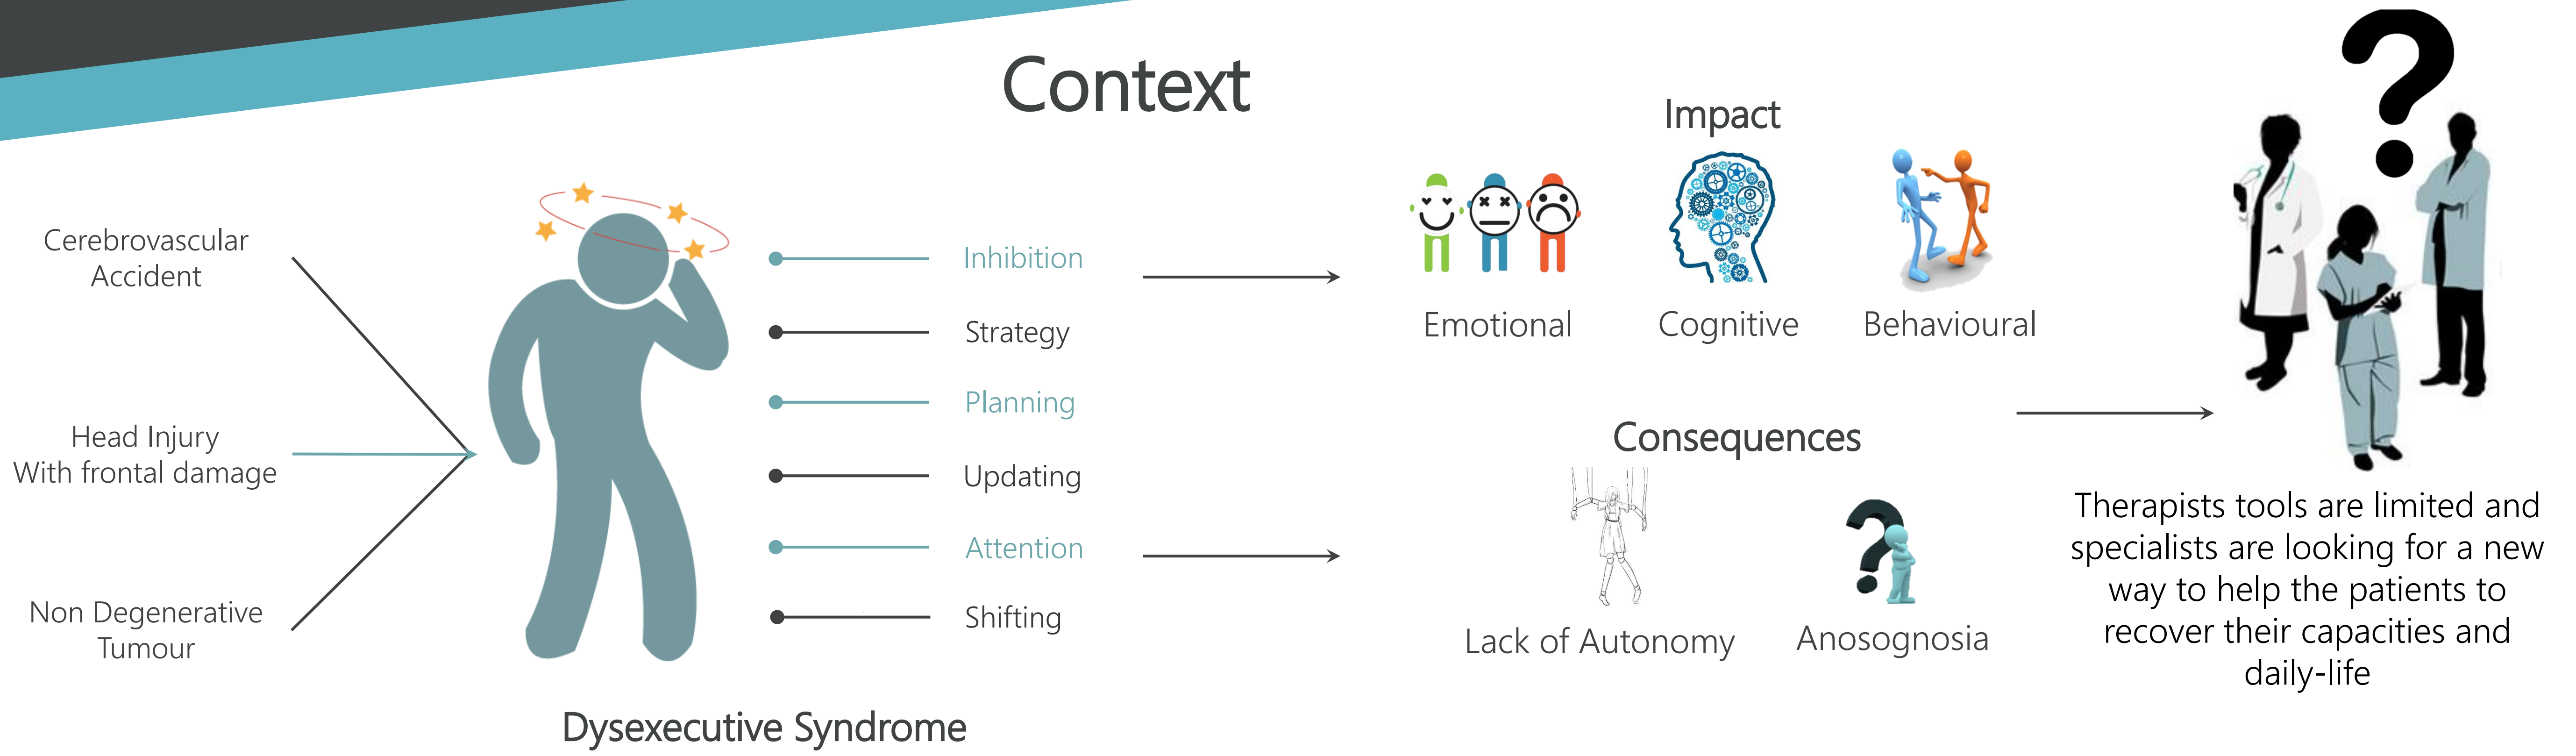 Context
Cerebrovascular
Accident
Head Injury
With frontal damage
Non Degenerative
Tumour
Dysexecutive Syndrome
Inhibition
Strategy
Planning
Updating
Attention
Shifting
Impact
Emotional
Cognitive
Behavioural
Consequences
Lack of Autonomy
Anosognosia
?
Therapists tools are limited and
specialists are looking for a new
way to help the patients to
recover their capacities and
daily-life